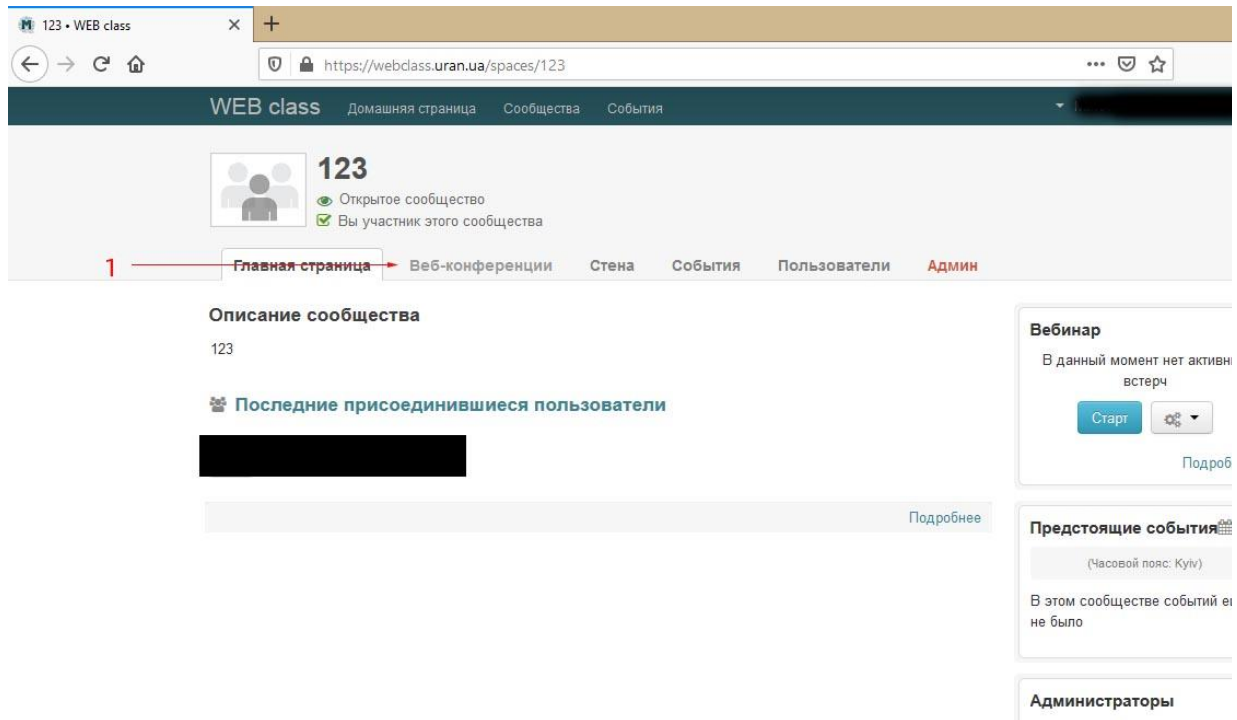 123 • WEB class
https://webclass.uran.ua/spaces/123
WEB class Домашняя страница Сообщества События
123
Открытое сообщество
Вы участник этого сообщества
1
Главная страница Веб-конференции Стена События Пользователи Админ
Описание сообщества
123
Последние присоединившиеся пользователи
Подробнее
Вебинар
В данный момент нет активн
встерч
Старт
Подроб
Предстоящие события
(Часовой пояс: Kyiv)
В этом сообществе событий е
не было
Администраторы